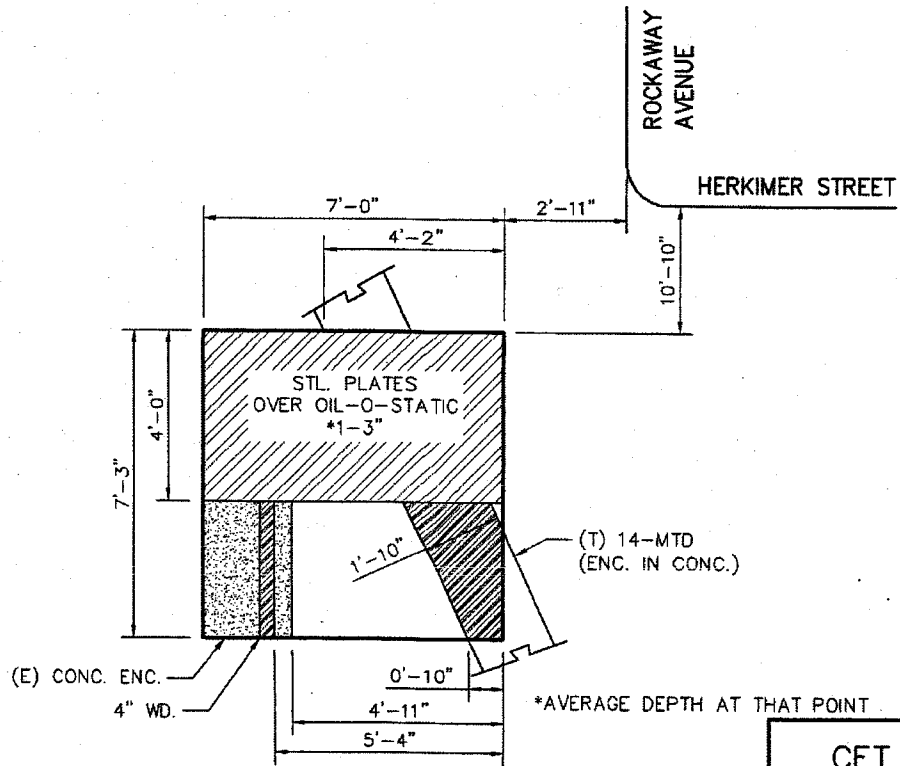 ROCKAWAY
AVENUE
HERKIMER STREET
7'-0"
2'-11"
4'-2"
10'-10"
STL. PLATES
OVER OIL-O-STATIC
*1-3"
4'-0"
7'-3"
1'-10"
(T) 14-MTD
(ENC. IN CONC.)
(E) CONC. ENC.
4" WD.
0'-10"
4'-11"
5'-4"
*AVERAGE DEPTH AT THAT POINT